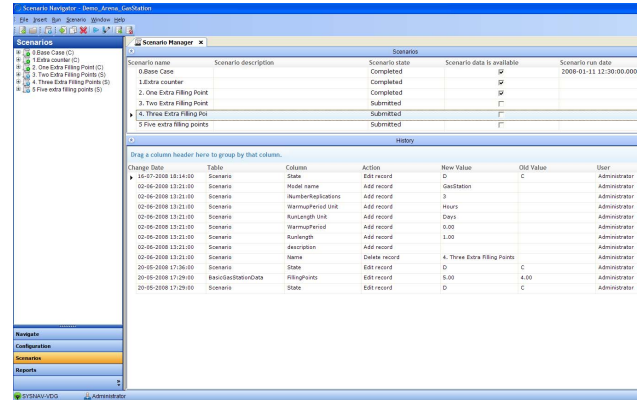 Scenario Navigator - Demo_Arena_GasStation
File Insert Run Scenario Window Help
Scenarios
0.Base Case (C)
1.Extra counter (C)
2. One Extra Filling Point (C)
3. Two Extra Filling Points (S)
4. Three Extra Filling Points (S)
5 Five extra filling points (S)
Navigate
Configuration
Scenarios
Reports
Scenario Manager
Scenarios
Scenario name Scenario description Scenario state Scenario data is available Scenario run date
0.Base Case Completed 2008-01-11 12:30:00.000
1.Extra counter Completed
2. One Extra Filling Point Completed
3. Two Extra Filling Point Submitted
4. Three Extra Filling Poi Submitted
5 Five extra filling points Submitted
History
Drag a column header here to group by that column.
Change Date Table Column Action New Value Old Value User
16-07-2008 18:14:00 Scenario State Edit record D C Administrator
02-06-2008 13:21:00 Scenario Model name Add record GasStation Administrator
02-06-2008 13:21:00 Scenario iNumberReplications Add record 3 Administrator
02-06-2008 13:21:00 Scenario WarmupPeriod Unit Add record Hours Administrator
02-06-2008 13:21:00 Scenario RunLength Unit Add record Days Administrator
02-06-2008 13:21:00 Scenario WarmupPeriod Add record 0.00 Administrator
02-06-2008 13:21:00 Scenario Runlength Add record 1.00 Administrator
02-06-2008 13:21:00 Scenario description Add record Administrator
02-06-2008 13:21:00 Scenario Name Delete record 4. Three Extra Filling Points Administrator
20-05-2008 17:36:00 Scenario State Edit record D C Administrator
20-05-2008 17:29:00 BasicGasStationData FillingPoints Edit record 5.00 4.00 Administrator
20-05-2008 17:29:00 Scenario State Edit record D C Administrator
SYSNAV-VDG Administrator